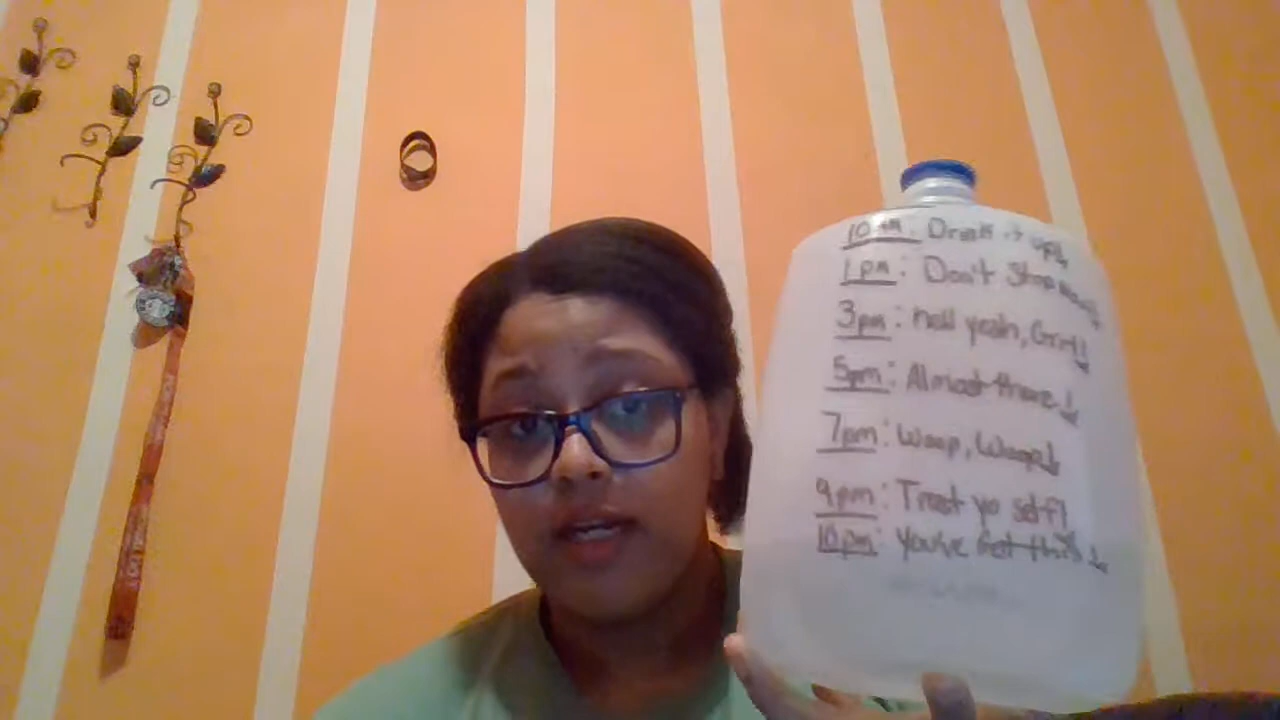 10am: Drink it up!
1pm: Don't Stop now!
3pm: hell yeah, Girl!
5pm: Almost there!
7pm: Woop, Woop!
9pm: Treat yo self!
10pm: You've Got this!